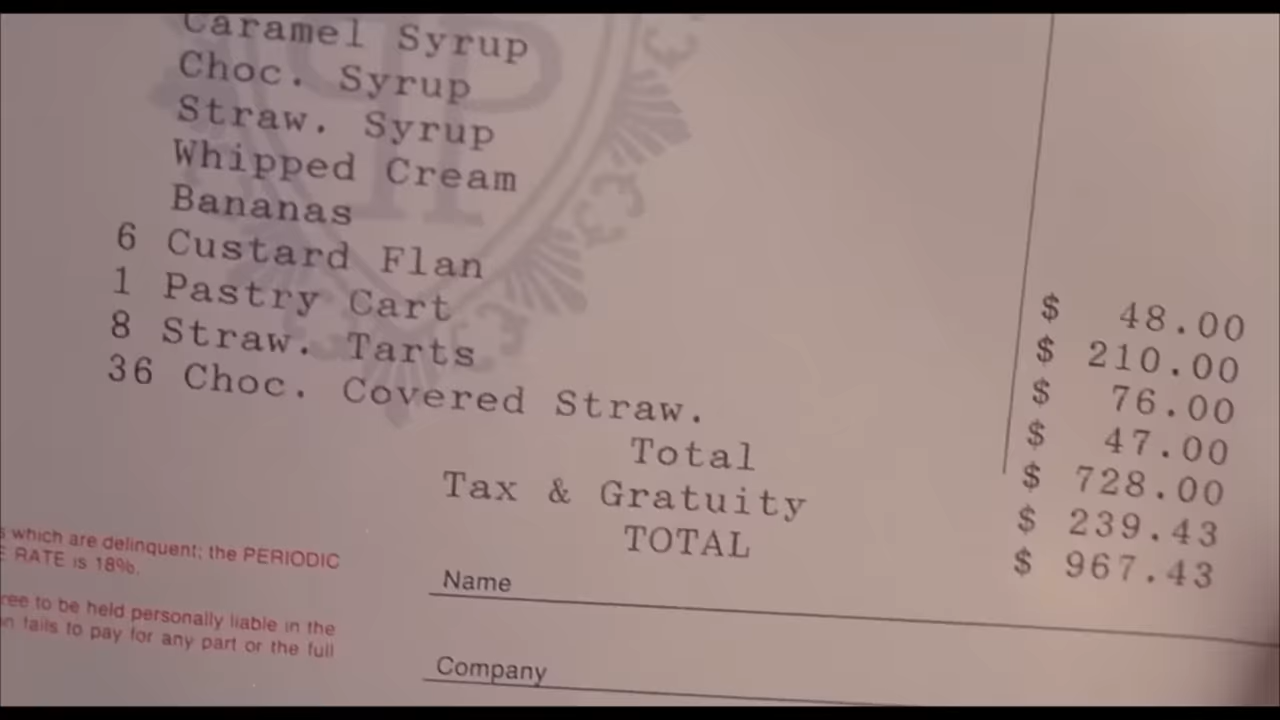 Caramel Syrup
Choc. Syrup
Straw. Syrup
Whipped Cream
Bananas
6 Custard Flan $ 48.00
1 Pastry Cart $ 210.00
8 Straw. Tarts $ 76.00
36 Choc. Covered Straw. $ 47.00
Total $ 728.00
Tax & Gratuity $ 239.43
TOTAL $ 967.43
which are delinquent; the PERIODIC
RATE is 18%.
to be held personally liable in the
fails to pay for any part or the full
Name
Company